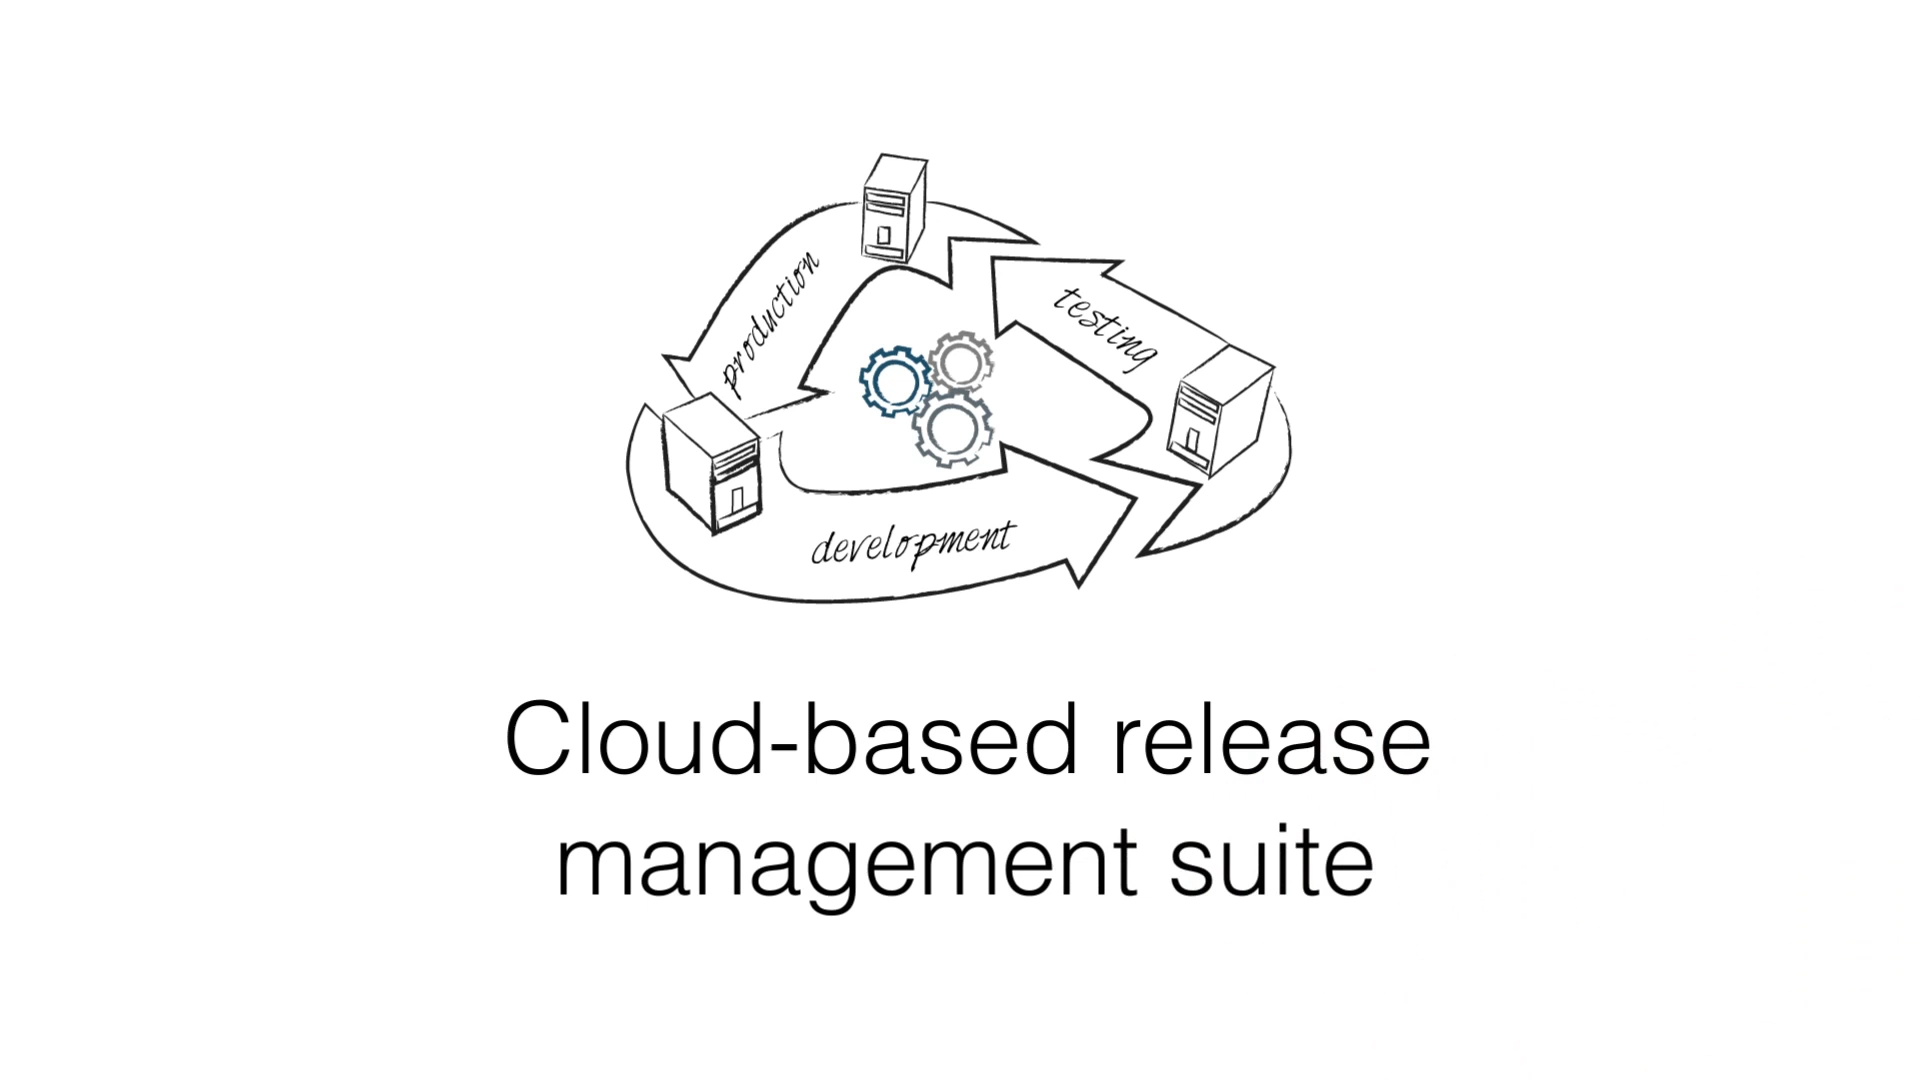 production
testing
development
Cloud-based release
management suite